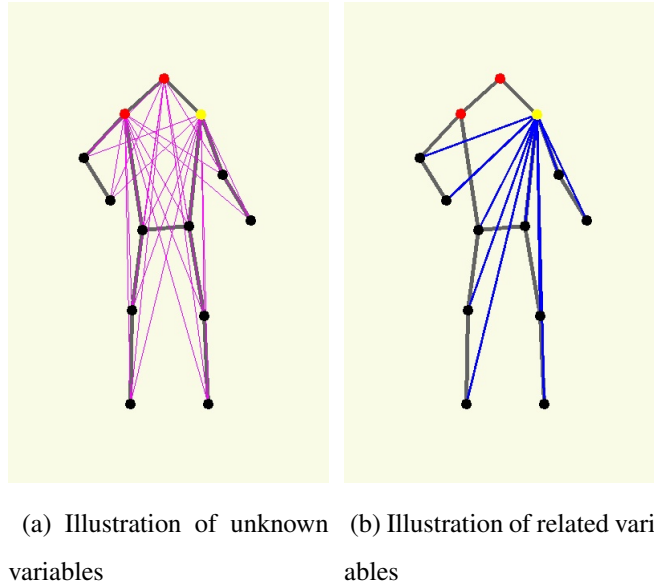 (a) Illustration of unknown
variables
(b) Illustration of related vari
ables